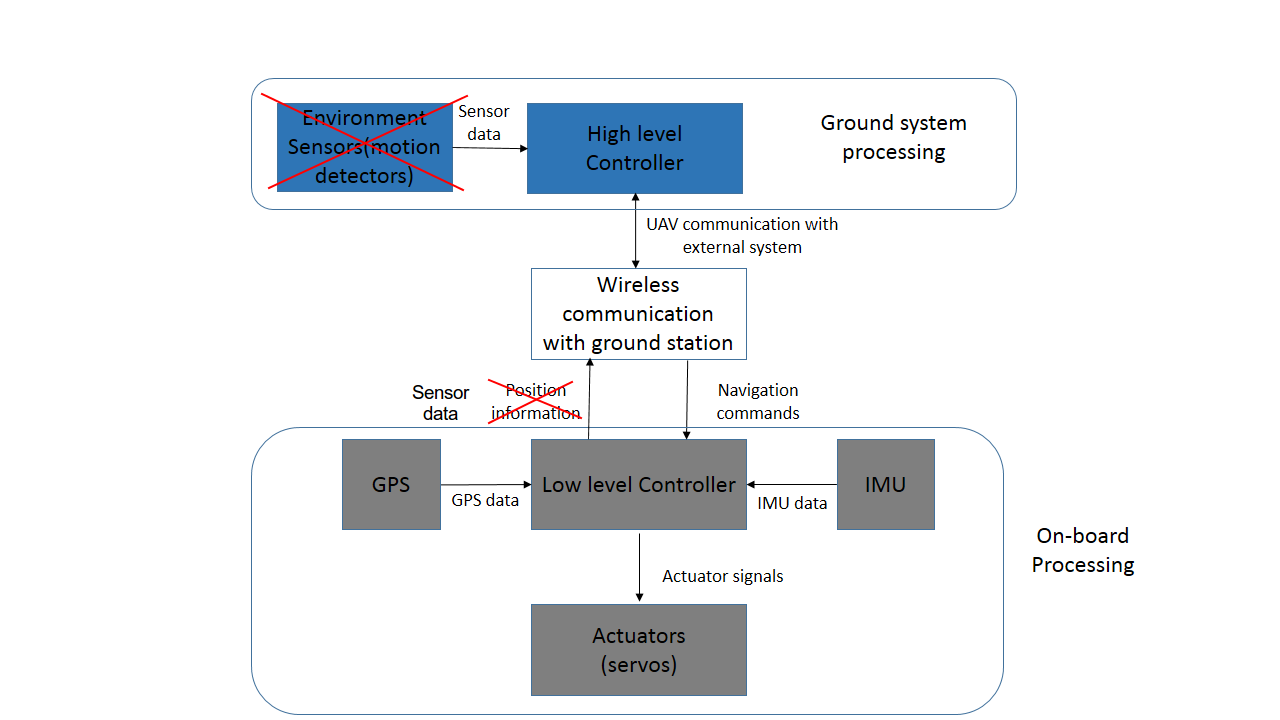 Environment
Sensors(motion
detectors)
Sensor
data
High level
Controller
Ground system
processing
UAV communication with
external system
Wireless
communication
with ground station
Sensor
data
Position
information
Navigation
commands
GPS
GPS data
Low level Controller
IMU data
IMU
On-board
Processing
Actuator signals
Actuators
(servos)